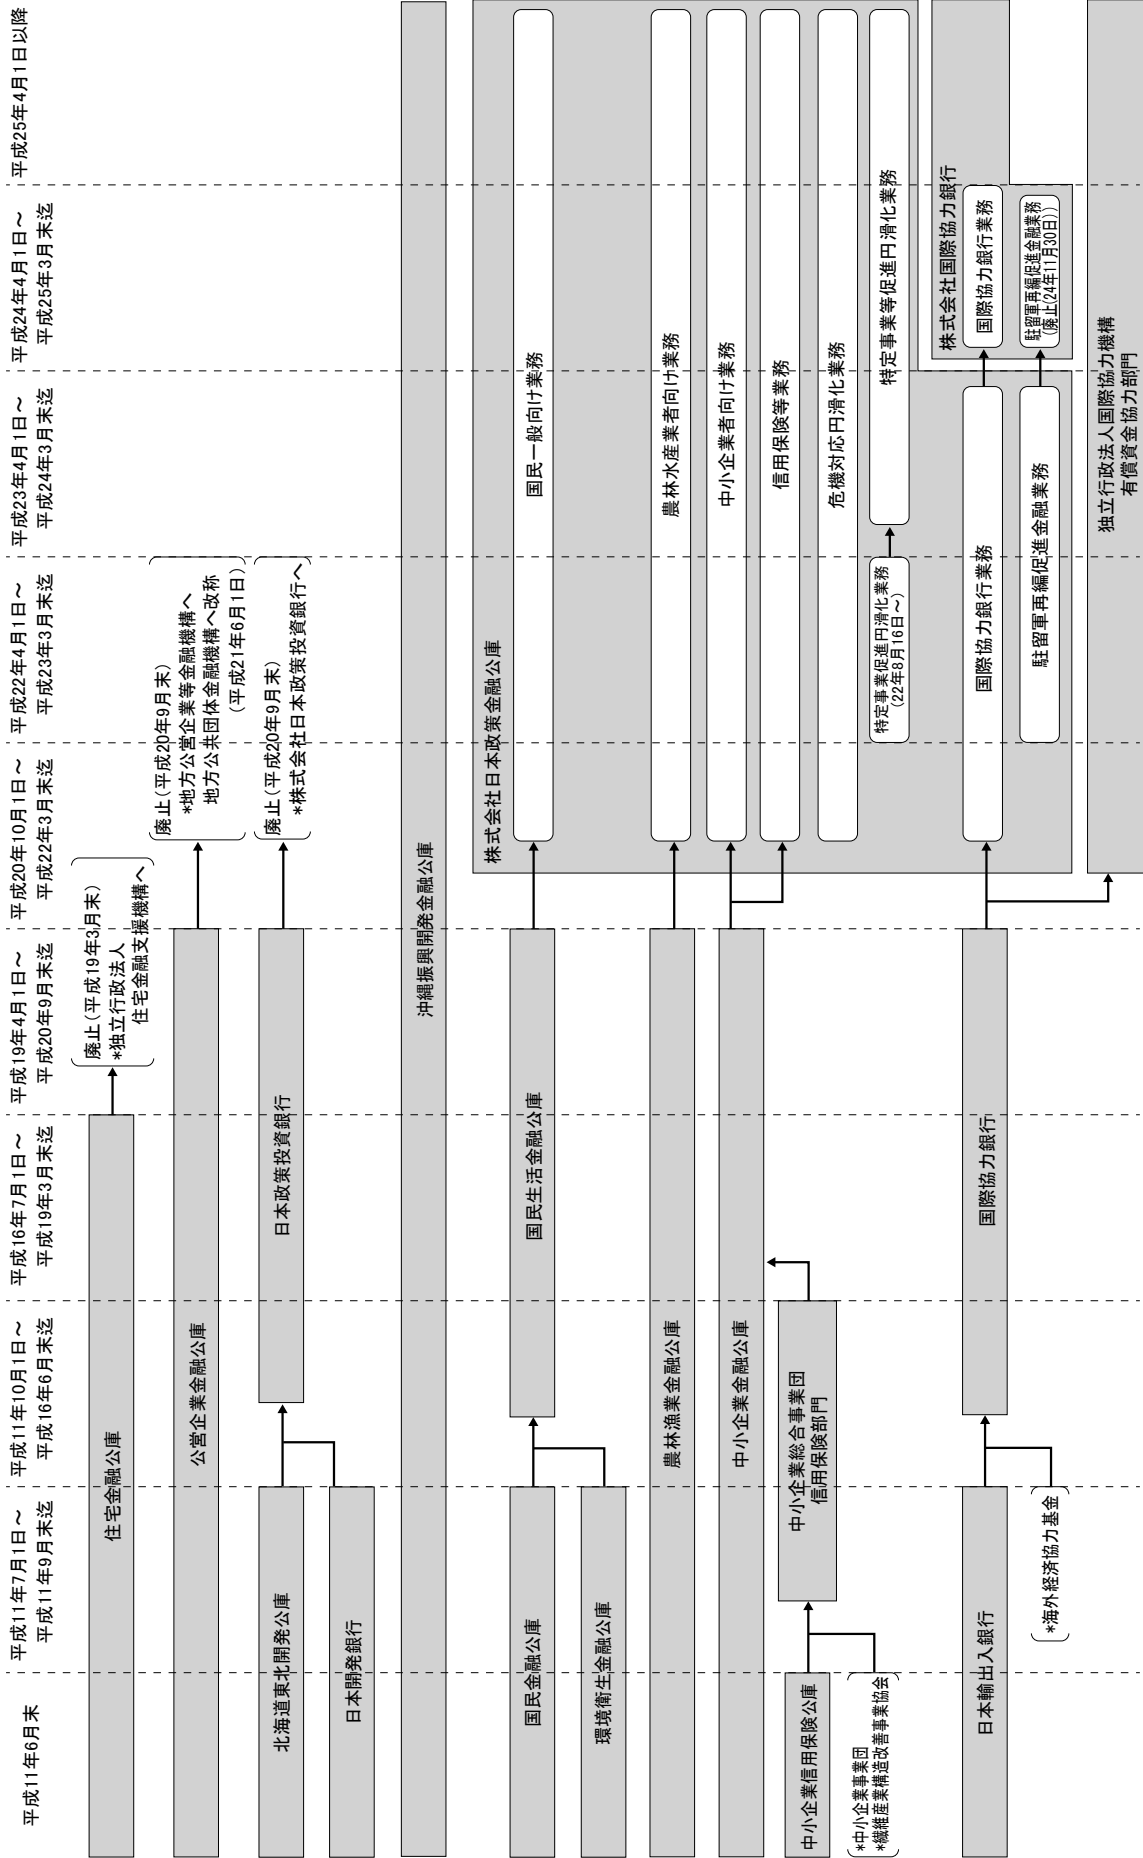 平成11年6月末
平成11年7月1日～
平成11年9月末迄
平成11年10月1日～
平成16年6月末迄
平成16年7月1日～
平成19年3月末迄
平成19年4月1日～
平成20年9月末迄
平成20年10月1日～
平成22年3月末迄
平成22年4月1日～
平成23年3月末迄
平成23年4月1日～
平成24年3月末迄
平成24年4月1日～
平成25年3月末迄
平成25年4月1日以降
住宅金融公庫
廃止(平成19年3月末)
*独立行政法人
住宅金融支援機構へ
公営企業金融公庫
廃止(平成20年9月末)
*地方公営企業等金融機構へ
地方公共団体金融機構へ改称
(平成21年6月1日)
北海道東北開発公庫
日本開発銀行
日本政策投資銀行
廃止(平成20年9月末)
*株式会社日本政策投資銀行へ
沖縄振興開発金融公庫
株式会社日本政策金融公庫
国民金融公庫
環境衛生金融公庫
国民生活金融公庫
国民一般向け業務
農林漁業金融公庫
農林水産業者向け業務
中小企業金融公庫
中小企業者向け業務
信用保険等業務
中小企業信用保険公庫
*中小企業事業団
*繊維産業構造改善事業協会
中小企業総合事業団
信用保険部門
危機対応円滑化業務
特定事業促進円滑化業務
(22年8月16日～)
特定事業等促進円滑化業務
株式会社国際協力銀行
日本輸出入銀行
*海外経済協力基金
国際協力銀行
国際協力銀行業務
国際協力銀行業務
駐留軍再編促進金融業務
駐留軍再編促進金融業務
(廃止(24年11月30日))
独立行政法人国際協力機構
有償資金協力部門